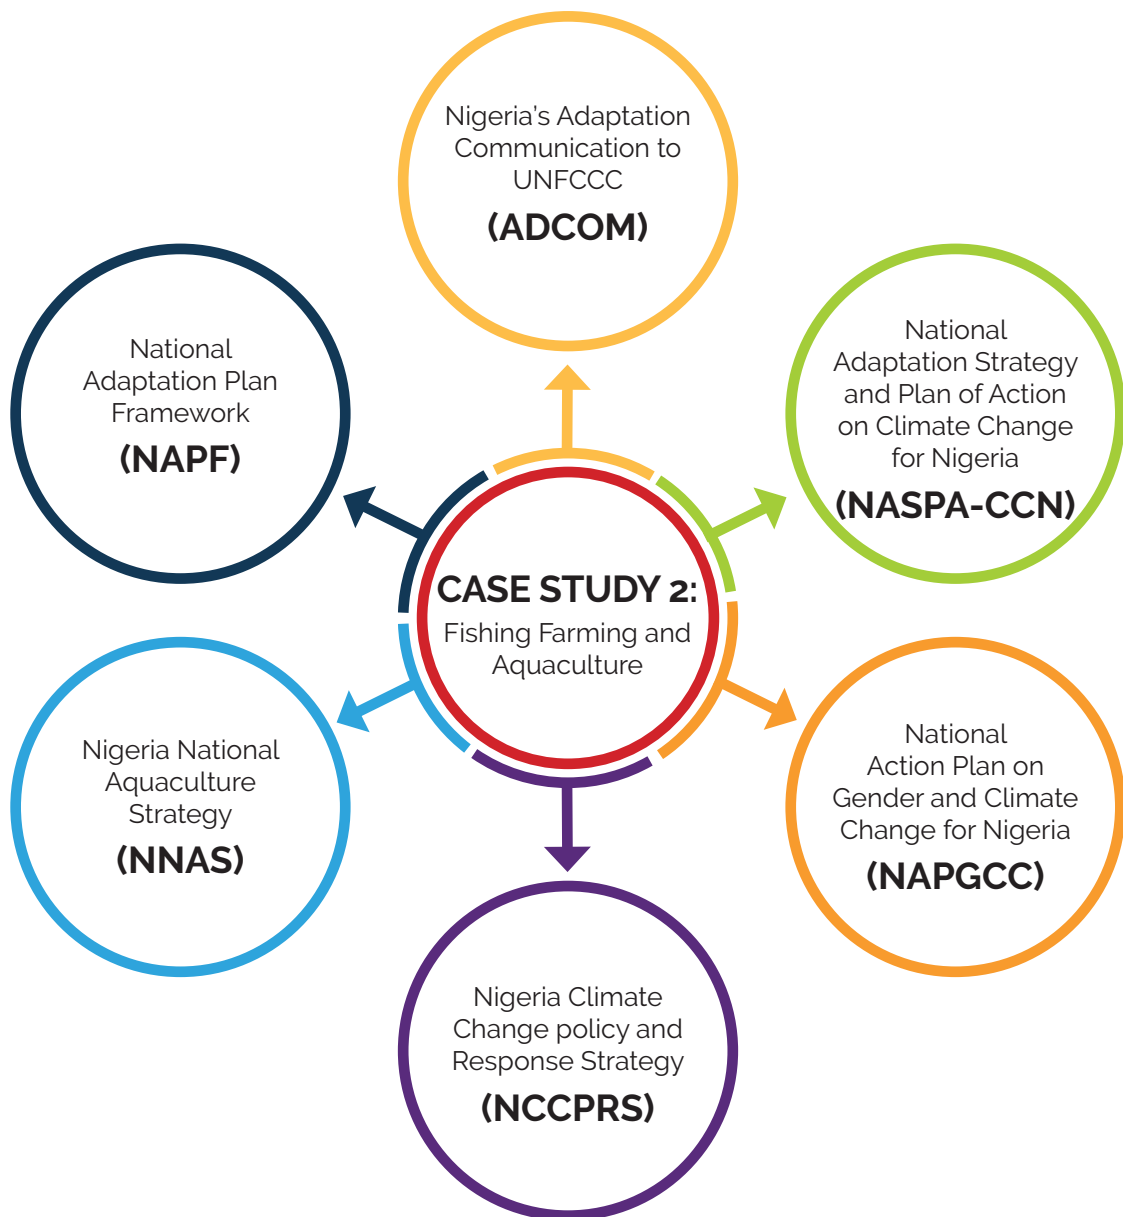 Nigeria's Adaptation
Communication to
UNFCCC
(ADCOM)
National
Adaptation Plan
Framework
(NAPF)
National
Adaptation Strategy
and Plan of Action
on Climate Change
for Nigeria
(NASPA-CCN)
CASE STUDY 2:
Fishing Farming and
Aquaculture
Nigeria National
Aquaculture
Strategy
(NNAS)
National
Action Plan on
Gender and Climate
Change for Nigeria
(NAPGCC)
Nigeria Climate
Change policy and
Response Strategy
(NCCPRS)